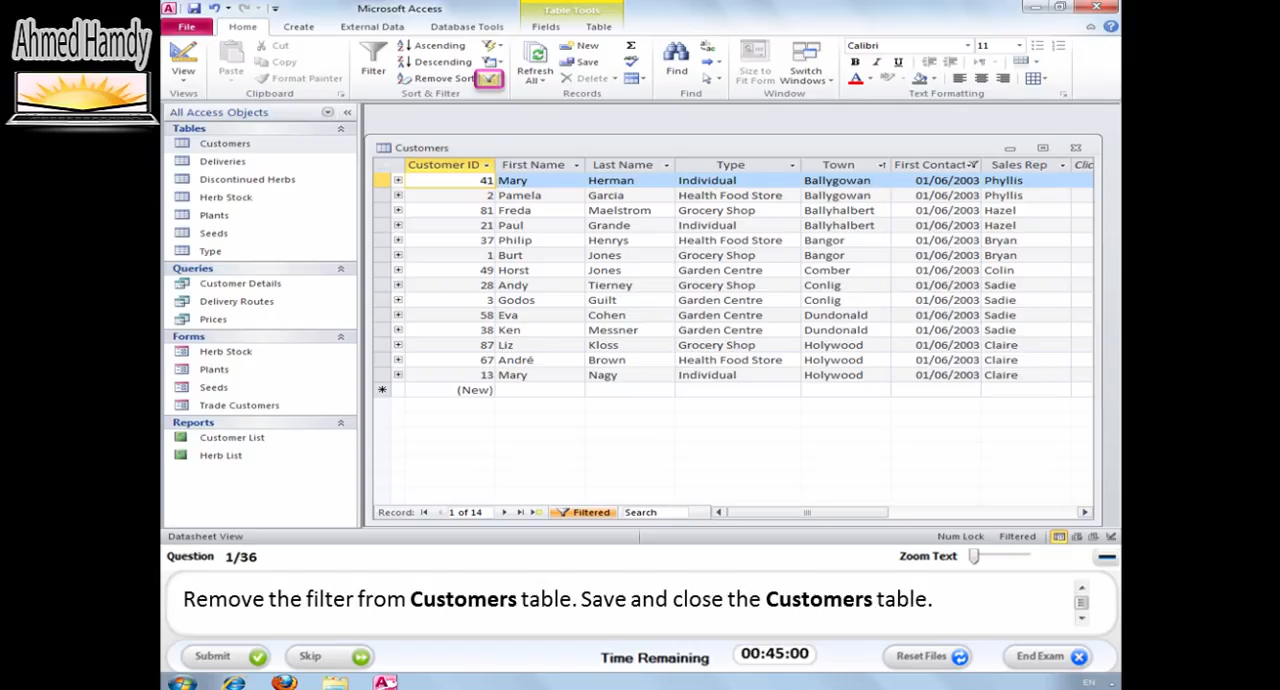 Ahmed Hamdy
Microsoft Access
Table Tools
File Home Create External Data Database Tools Fields Table
View
Views
Paste
Cut
Copy
Format Painter
Clipboard
Filter
Ascending
Descending
Remove Sort
Sort & Filter
Refresh
All
New
Save
Delete
Records
Find
Find
Size to
Fit Form
Switch
Windows
Window
Calibri 11
B I U
Text Formatting
All Access Objects
Tables
Customers
Deliveries
Discontinued Herbs
Herb Stock
Plants
Seeds
Type
Queries
Customer Details
Delivery Routes
Prices
Forms
Herb Stock
Plants
Seeds
Trade Customers
Reports
Customer List
Herb List
Customers
Customer ID First Name Last Name Type Town First Contact Sales Rep Clic
41 Mary Herman Individual Ballygowan 01/06/2003 Phyllis
2 Pamela Garcia Health Food Store Ballygowan 01/06/2003 Phyllis
81 Freda Maelstrom Grocery Shop Ballyhalbert 01/06/2003 Hazel
21 Paul Grande Individual Ballyhalbert 01/06/2003 Hazel
37 Philip Henrys Health Food Store Bangor 01/06/2003 Bryan
1 Burt Jones Grocery Shop Bangor 01/06/2003 Bryan
49 Horst Jones Garden Centre Comber 01/06/2003 Colin
28 Andy Tierney Grocery Shop Conlig 01/06/2003 Sadie
3 Godos Guilt Garden Centre Conlig 01/06/2003 Sadie
58 Eva Cohen Garden Centre Dundonald 01/06/2003 Sadie
38 Ken Messner Garden Centre Dundonald 01/06/2003 Sadie
87 Liz Kloss Grocery Shop Holywood 01/06/2003 Claire
67 André Brown Health Food Store Holywood 01/06/2003 Claire
13 Mary Nagy Individual Holywood 01/06/2003 Claire
* (New)
Record: 1 of 14 Filtered Search
Datasheet View Num Lock Filtered
Question 1/36 Zoom Text
Remove the filter from Customers table. Save and close the Customers table.
Submit Skip Time Remaining 00:45:00 Reset Files End Exam
EN